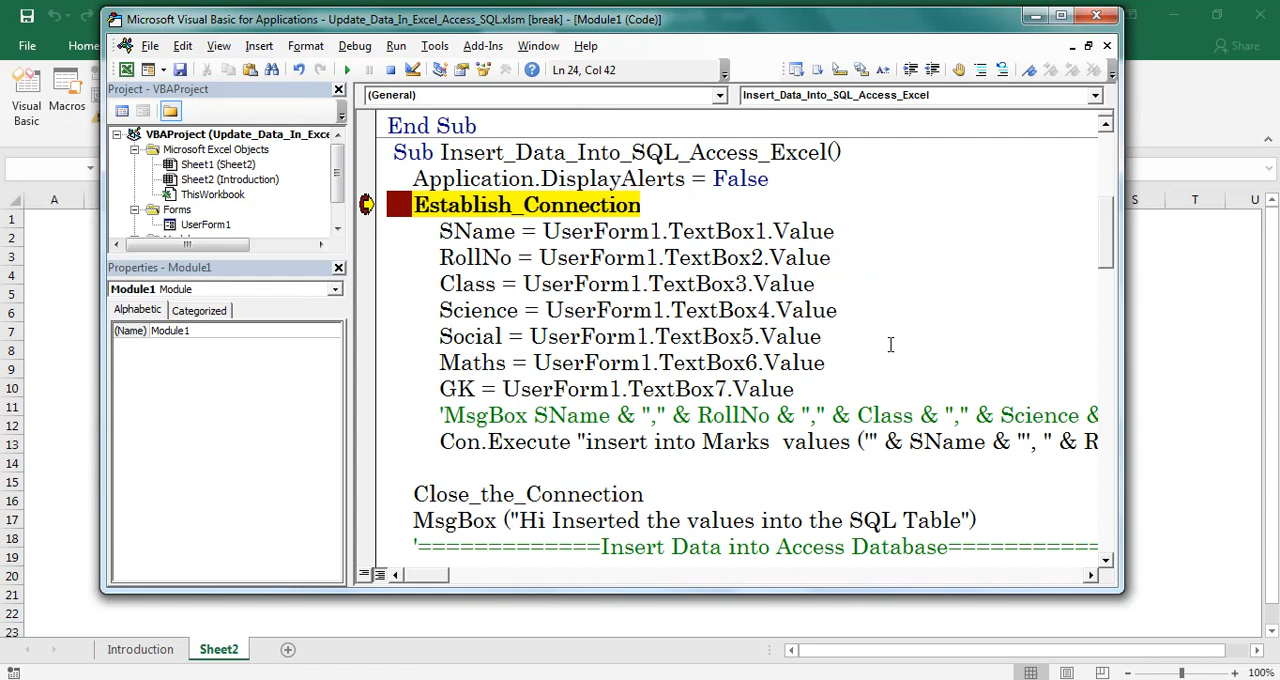 Microsoft Visual Basic for Applications - Update_Data_In_Excel_Access_SQL.xlsm [break] - [Module1 (Code)]
File
Home
Share
File Edit View Insert Format Debug Run Tools Add-Ins Window Help
Ln 24, Col 42
Visual Basic
Macros
Project - VBAProject
(General)
Insert_Data_Into_SQL_Access_Excel
VBAProject (Update_Data_In_Exce
Microsoft Excel Objects
Sheet1 (Sheet2)
Sheet2 (Introduction)
ThisWorkbook
Forms
UserForm1
Properties - Module1
Module1 Module
Alphabetic Categorized
(Name) Module1
End Sub
Sub Insert_Data_Into_SQL_Access_Excel()
Application.DisplayAlerts = False
Establish_Connection
SName = UserForm1.TextBox1.Value
RollNo = UserForm1.TextBox2.Value
Class = UserForm1.TextBox3.Value
Science = UserForm1.TextBox4.Value
Social = UserForm1.TextBox5.Value
Maths = UserForm1.TextBox6.Value
GK = UserForm1.TextBox7.Value
'MsgBox SName & "," & RollNo & "," & Class & "," & Science &
Con.Execute "insert into Marks  values ('" & SName & "', " & R
Close_the_Connection
MsgBox ("Hi Inserted the values into the SQL Table")
'=============Insert Data into Access Database===========
A S T U
1
2
3
4
5
6
7
8
9
10
11
12
13
14
15
16
17
18
19
20
21
22
23
Introduction Sheet2
100%